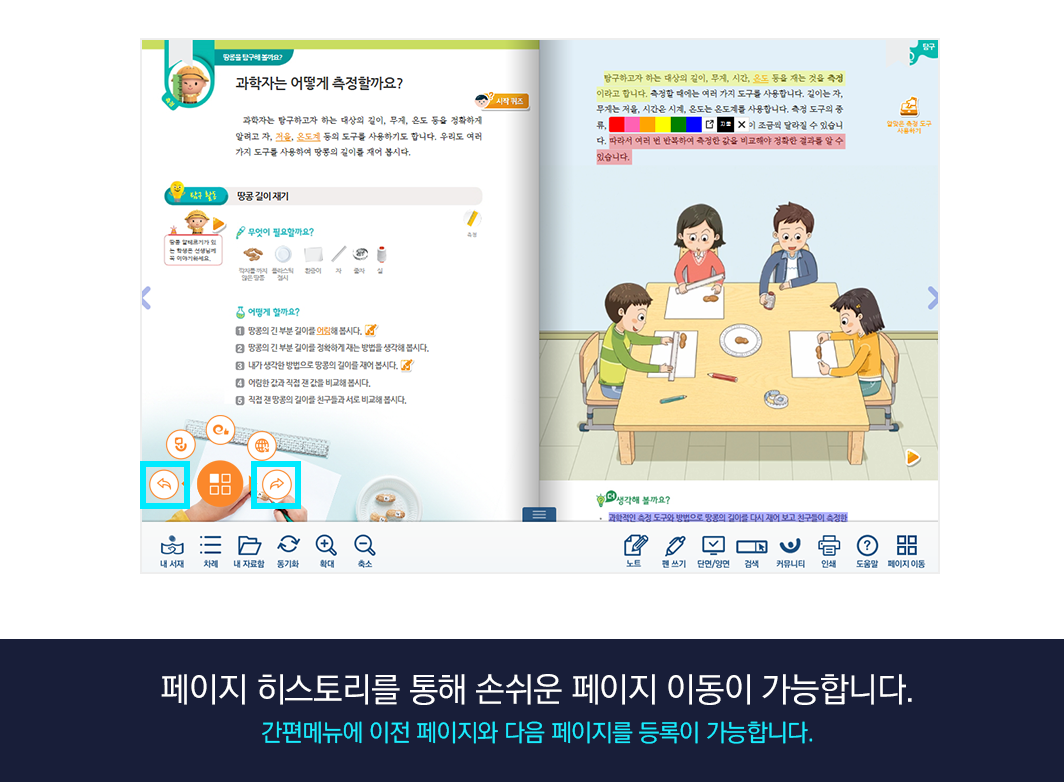 땅콩을 탐구해 볼까요?
측정
과학자는 어떻게 측정할까요?
시작 퀴즈
과학자는 탐구하고자 하는 대상의 길이, 무게, 온도 등을 정확하게
알려고 자, 저울, 온도계 등의 도구를 사용하기도 합니다. 우리도 여러
가지 도구를 사용하여 땅콩의 길이를 재어 봅시다.
탐구 활동
땅콩 길이 재기
땅콩 알레르기가 있
는 학생은 선생님께
꼭 이야기하세요.
측정
무엇이 필요할까요?
껍데기를 까지
않은 땅콩
플라스틱
접시
흰종이
자
줄자
실
어떻게 할까요?
1 땅콩의 긴 부분 길이를 어림해 봅시다.
2 땅콩의 긴 부분 길이를 정확하게 재는 방법을 생각해 봅시다.
3 내가 생각한 방법으로 땅콩의 길이를 재어 봅시다.
4 어림한 값과 직접 잰 값을 비교해 봅시다.
5 직접 잰 땅콩의 길이를 친구들과 서로 비교해 봅시다.
탐구
탐구하고자 하는 대상의 길이, 무게, 시간, 온도 등을 재는 것을 측정
이라고 합니다. 측정할 때에는 여러 가지 도구를 사용합니다. 길이는 자,
무게는 저울, 시간은 시계, 온도는 온도계를 사용합니다. 측정 도구의 종
류, 지움 이 조금씩 달라질 수 있습니
다. 따라서 여러 번 반복하여 측정한 값을 비교해야 정확한 결과를 알 수
있습니다.
알맞은 측정 도구
사용하기
더 생각해 볼까요?
• 과학적인 측정 도구와 방법으로 땅콩의 길이를 다시 재어 보고 친구들이 측정한
내 서재 차례 내 자료함 동기화 확대 축소 노트 펜 쓰기 단면/양면 검색 커뮤니티 인쇄 도움말 페이지 이동
페이지 히스토리를 통해 손쉬운 페이지 이동이 가능합니다.
간편메뉴에 이전 페이지와 다음 페이지를 등록이 가능합니다.